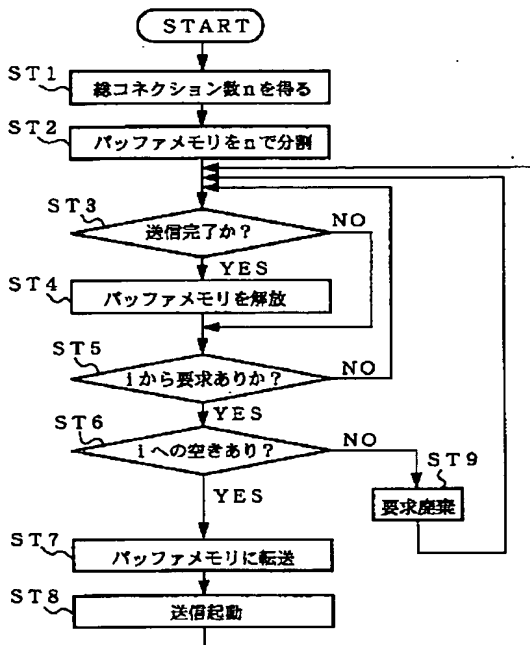 START
ST1
総コネクション数nを得る
ST2
バッファメモリをnで分割
ST3
送信完了か?
NO
YES
ST4
バッファメモリを解放
ST5
iから要求ありか?
NO
YES
ST6
iへの空きあり?
NO
YES
ST9
要求廃棄
ST7
バッファメモリに転送
ST8
送信起動